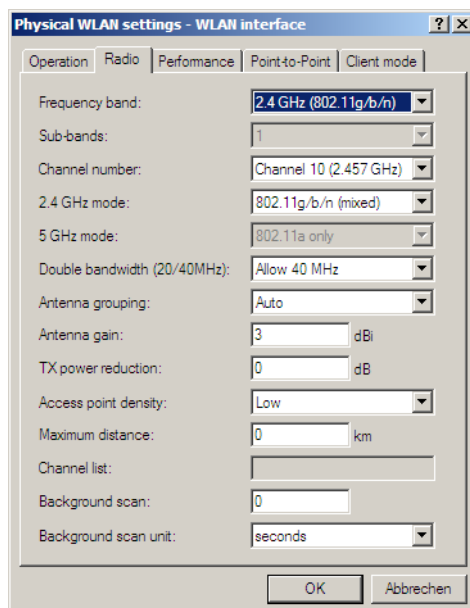 Physical WLAN settings - WLAN interface
Operation Radio Performance Point-to-Point Client mode
Frequency band: 2.4 GHz (802.11g/b/n)
Sub-bands: 1
Channel number: Channel 10 (2.457 GHz)
2.4 GHz mode: 802.11g/b/n (mixed)
5 GHz mode: 802.11a only
Double bandwidth (20/40MHz): Allow 40 MHz
Antenna grouping: Auto
Antenna gain: 3 dBi
TX power reduction: 0 dB
Access point density: Low
Maximum distance: 0 km
Channel list:
Background scan: 0
Background scan unit: seconds
OK Abbrechen